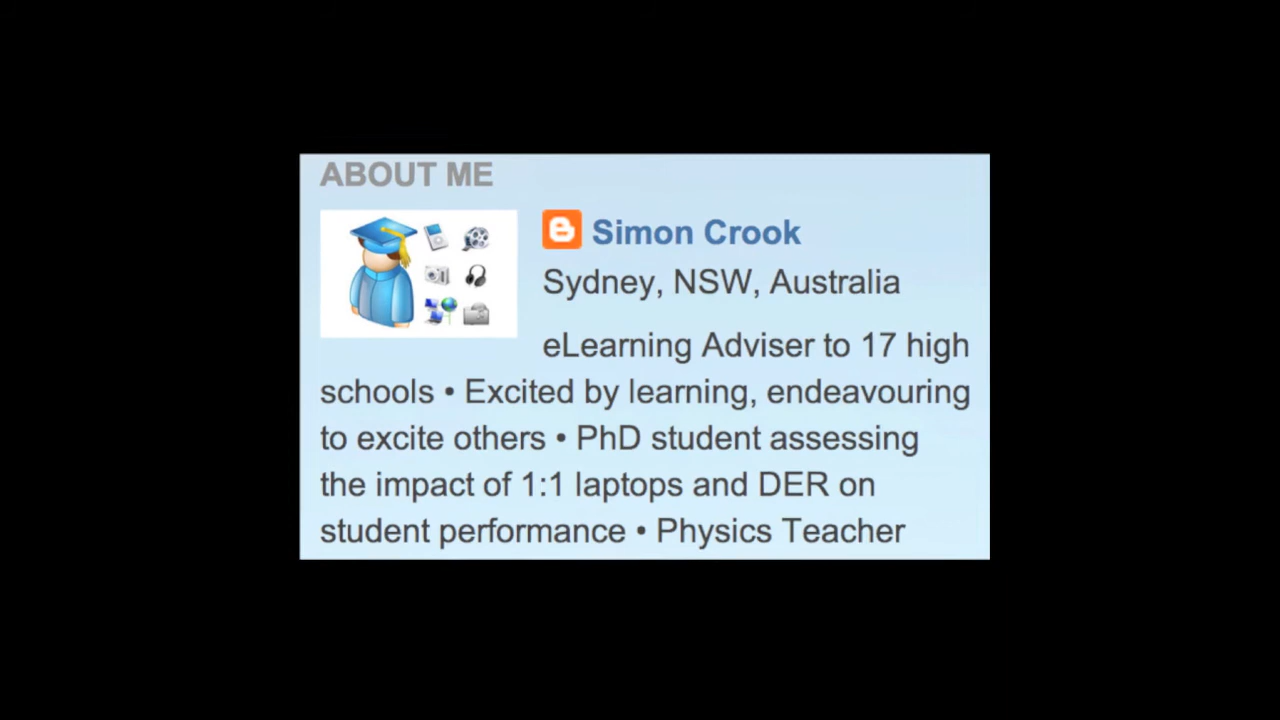 ABOUT ME
Simon Crook
Sydney, NSW, Australia
eLearning Adviser to 17 high
schools • Excited by learning, endeavouring
to excite others • PhD student assessing
the impact of 1:1 laptops and DER on
student performance • Physics Teacher